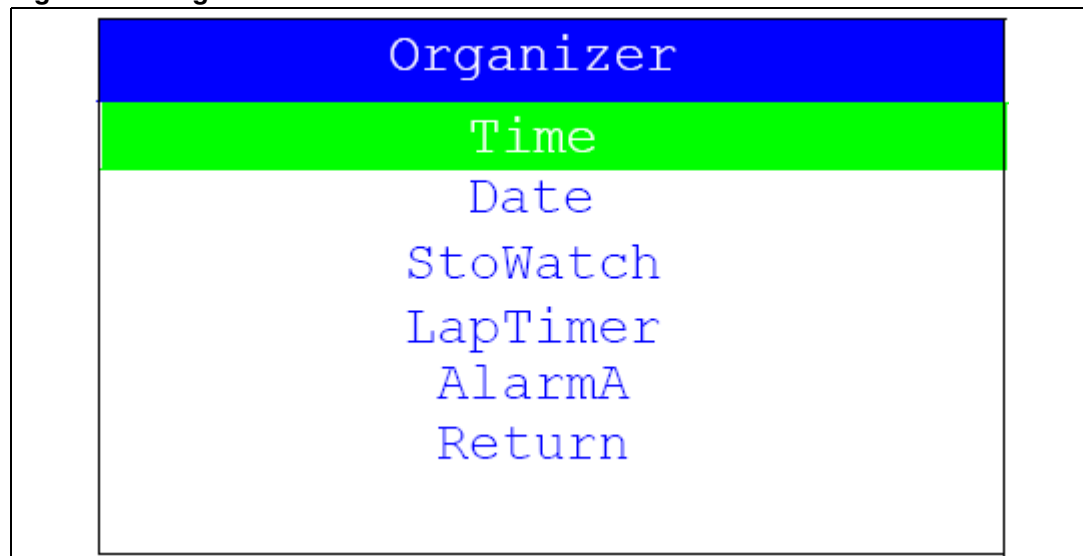 Organizer
Time
Date
StoWatch
LapTimer
AlarmA
Return